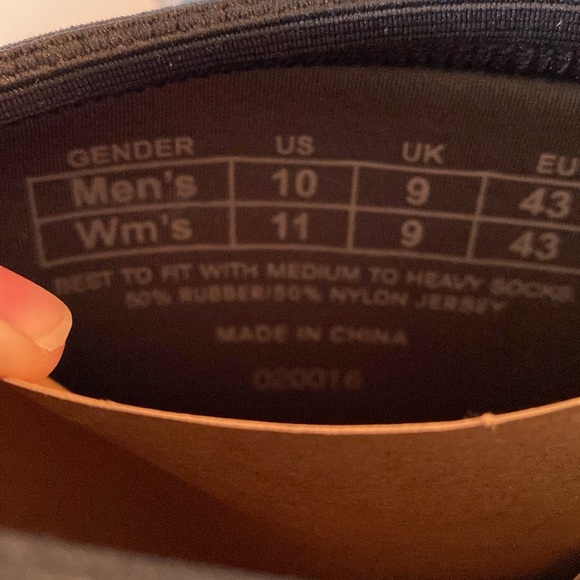 GENDER US UK EU
Men's 10 9 43
Wm's 11 9 43
BEST TO FIT WITH MEDIUM TO HEAVY SOCKS
50% RUBBER/50% NYLON JERSEY
MADE IN CHINA
020016